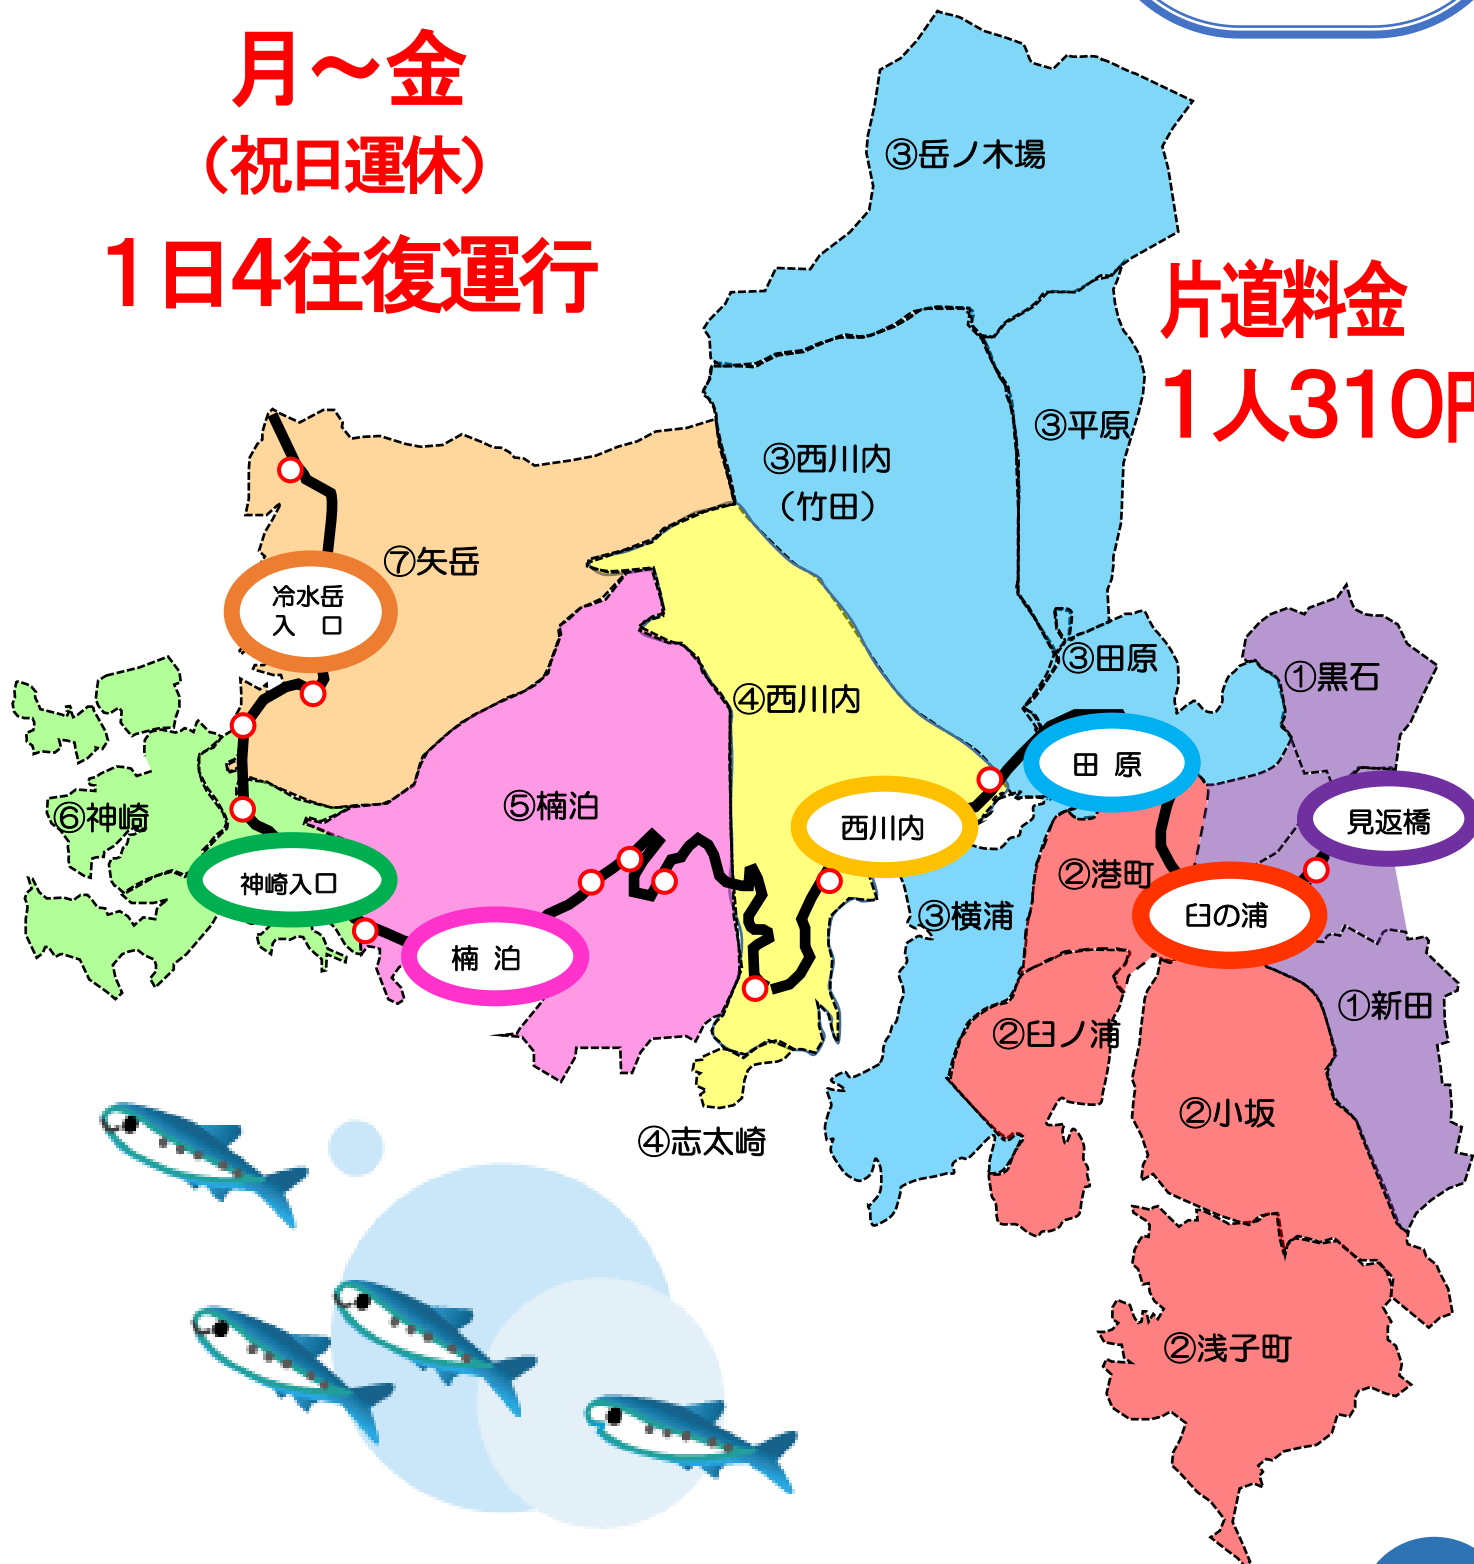 月～金
（祝日運休）
1日4往復運行
片道料金
1人310円
③岳ノ木場
③平原
③西川内
（竹田）
⑦矢岳
冷水岳
入　口
③田原
①黒石
④西川内
田 原
⑤楠泊
⑥神崎
西川内
見返橋
②港町
神崎入口
③横浦
臼の浦
楠 泊
①新田
②臼ノ浦
②小坂
④志太崎
②浅子町